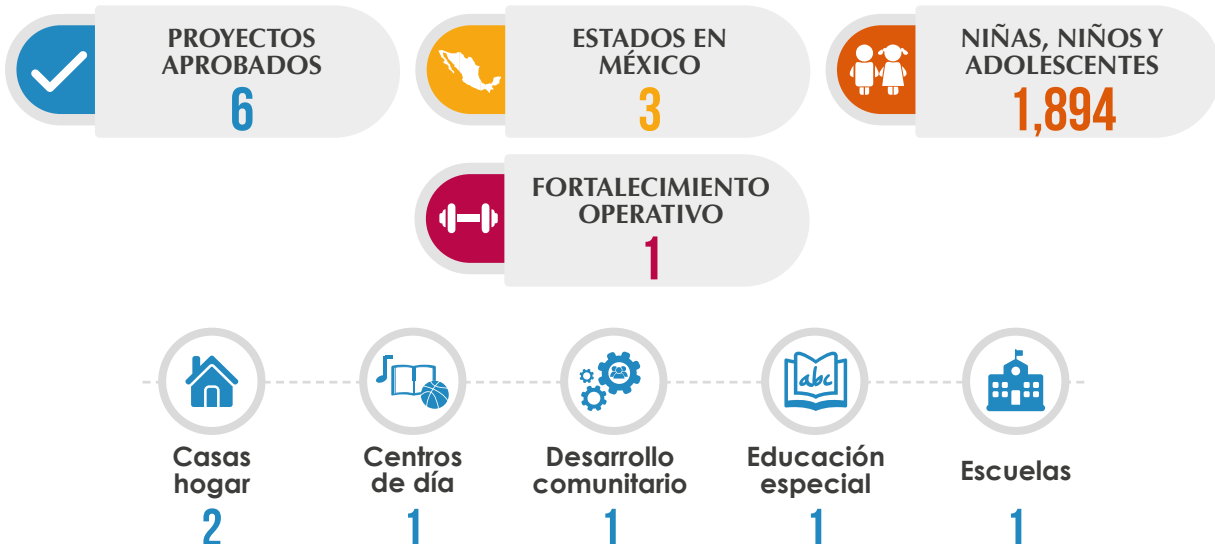 PROYECTOS
APROBADOS
6
ESTADOS EN
MÉXICO
3
NIÑAS, NIÑOS Y
ADOLESCENTES
1,894
FORTALECIMIENTO
OPERATIVO
1
abc
Casas
hogar
2
Centros
de día
1
Desarrollo
comunitario
1
Educación
especial
1
Escuelas
1